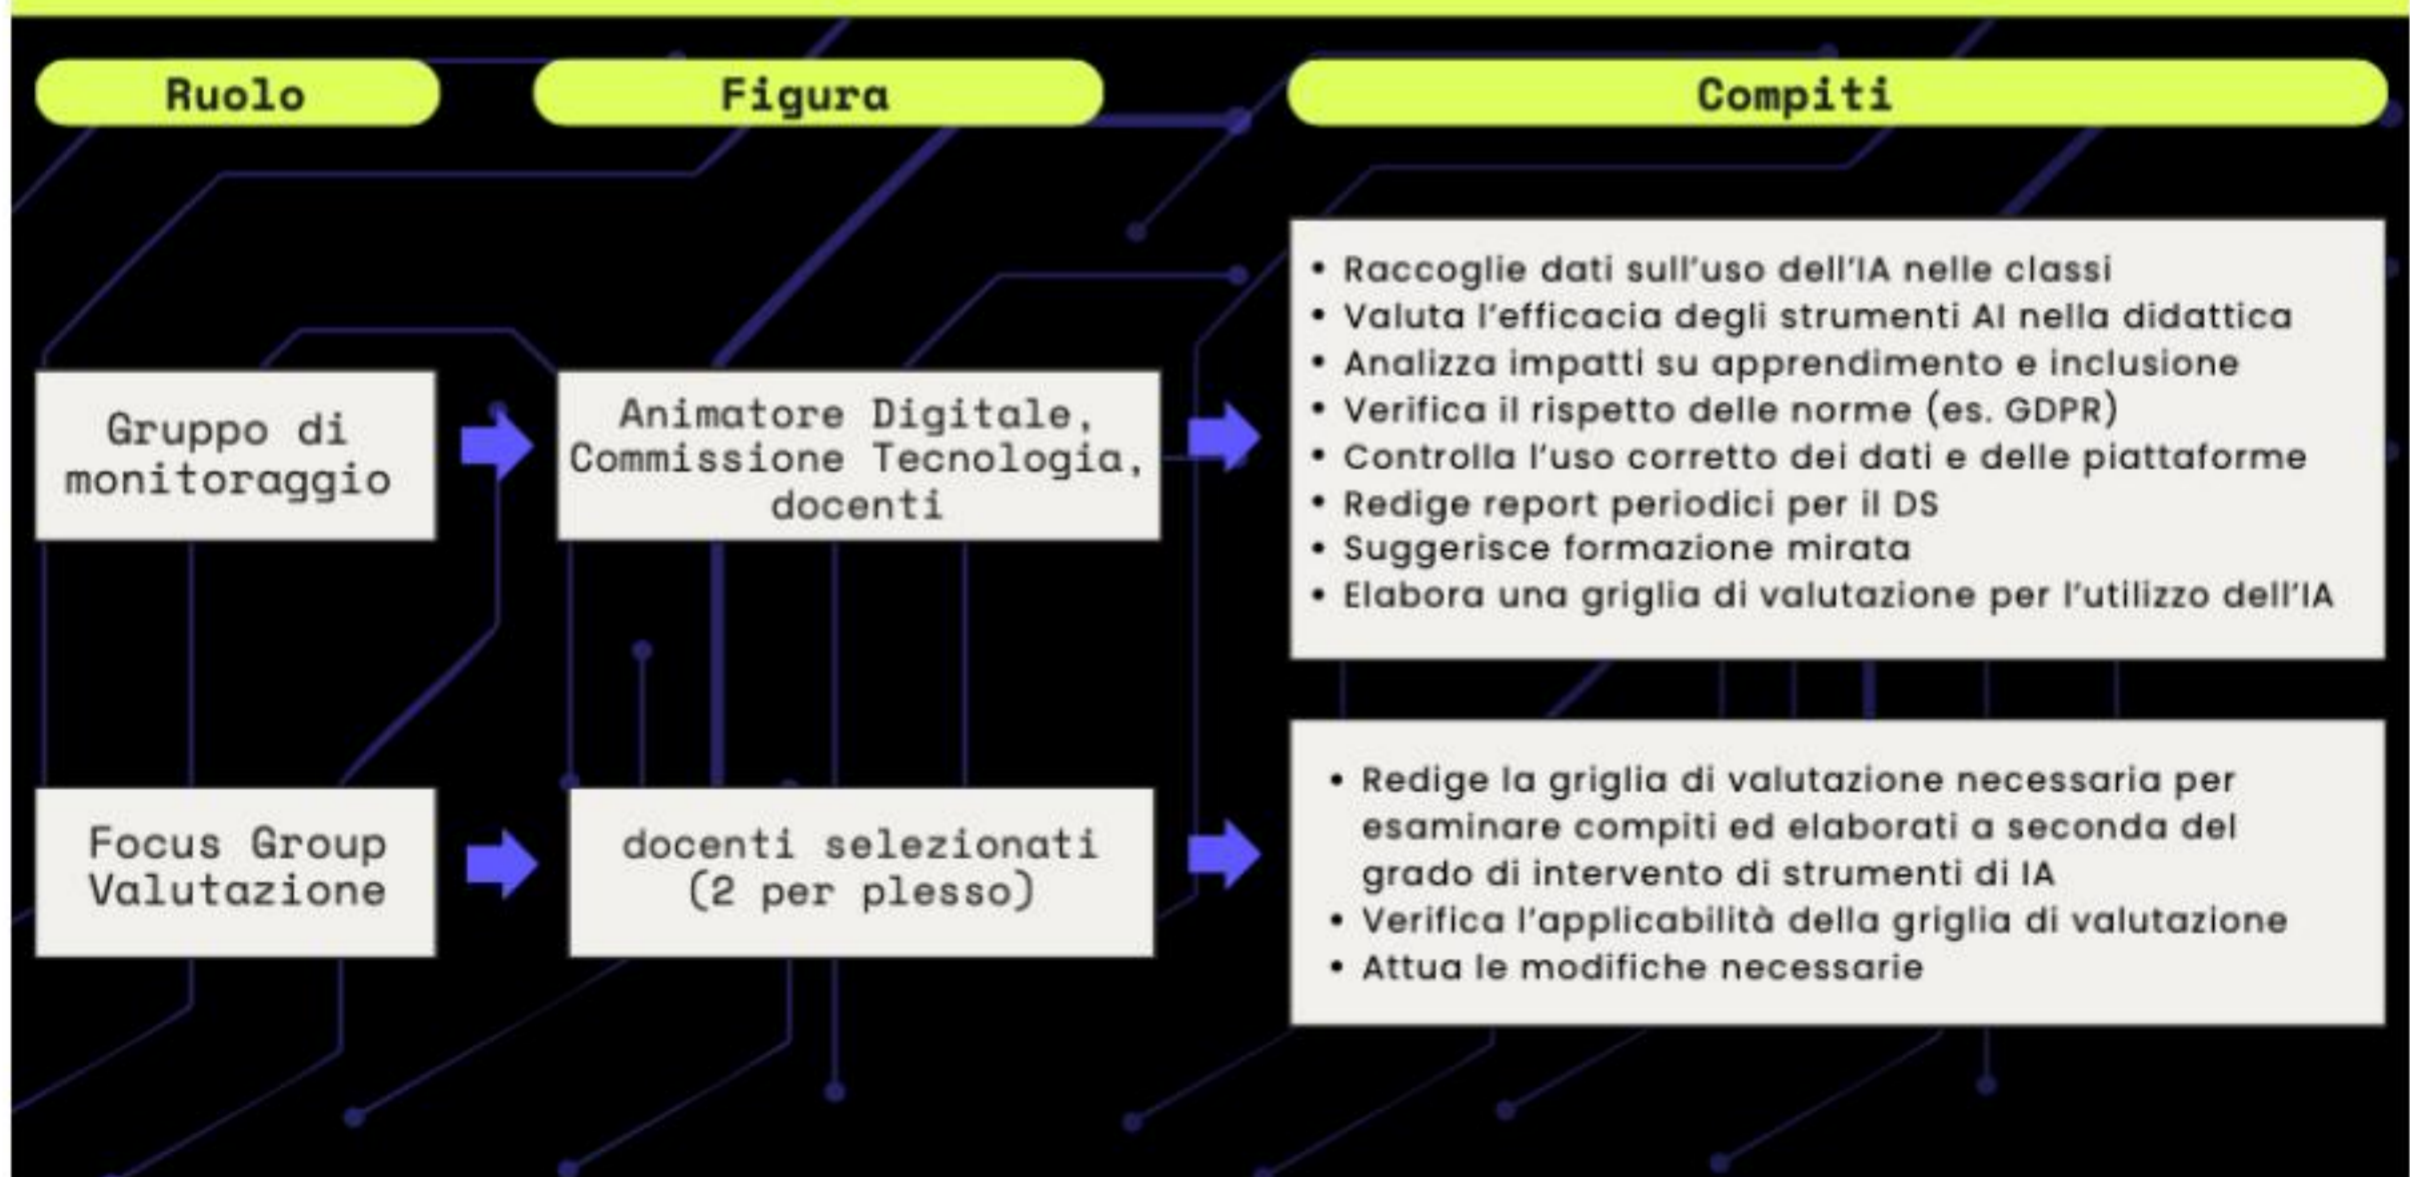 Ruolo
Figura
Compiti
Gruppo di
monitoraggio
Animatore Digitale,
Commissione Tecnologia,
docenti
• Raccoglie dati sull'uso dell'IA nelle classi
• Valuta l'efficacia degli strumenti AI nella didattica
• Analizza impatti su apprendimento e inclusione
• Verifica il rispetto delle norme (es. GDPR)
• Controlla l'uso corretto dei dati e delle piattaforme
• Redige report periodici per il DS
• Suggerisce formazione mirata
• Elabora una griglia di valutazione per l'utilizzo dell'IA
Focus Group
Valutazione
docenti selezionati
(2 per plesso)
• Redige la griglia di valutazione necessaria per
esaminare compiti ed elaborati a seconda del
grado di intervento di strumenti di IA
• Verifica l'applicabilità della griglia di valutazione
• Attua le modifiche necessarie